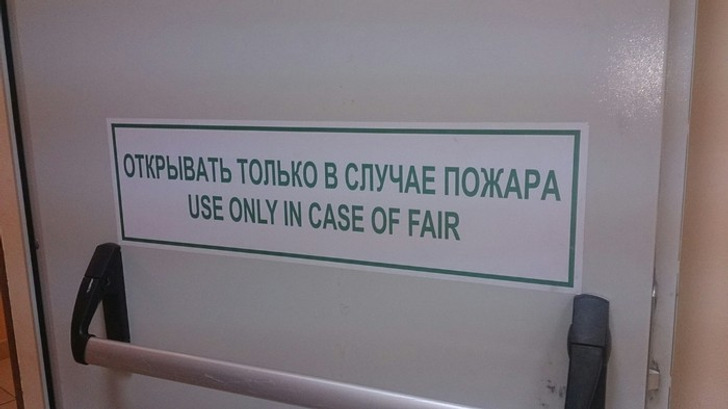 ОТКРЫВАТЬ ТОЛЬКО В СЛУЧАЕ ПОЖАРА
USE ONLY IN CASE OF FAIR